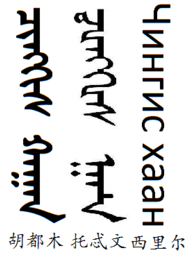 ᠴᠢᠩᠭᠢᠰ ᠬᠠᠭᠠᠨ
Чингис хаан
胡都木 托忒文 西里尔